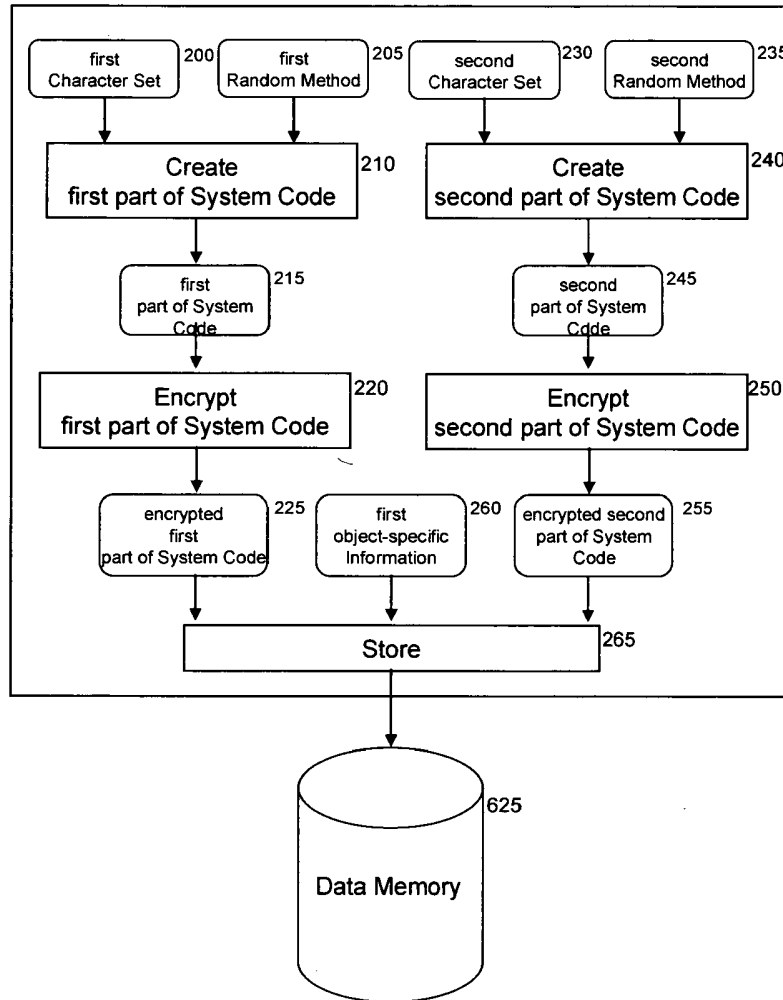 first
Character Set
200
first
Random Method
205
second
Character Set
230
second
Random Method
235
Create
first part of System Code
210
Create
second part of System Code
240
first
part of System
Code
215
second
part of System
Code
245
Encrypt
first part of System Code
220
Encrypt
second part of System Code
250
encrypted
first
part of System Code
225
first
object-specific
Information
260
encrypted second
part of System
Code
255
Store
265
625
Data Memory